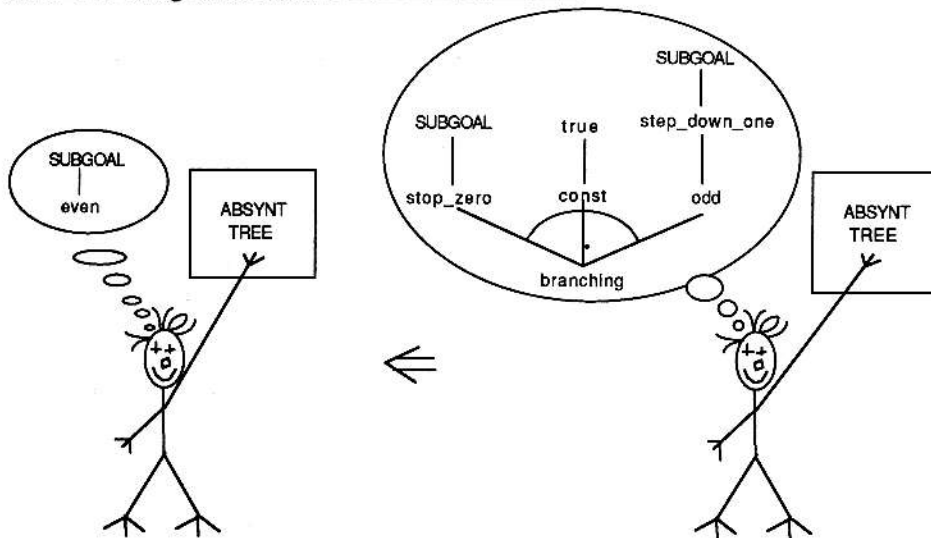 SUBGOAL
even
ABSYNT
TREE
SUBGOAL
SUBGOAL
true
step_down_one
stop_zero
const
odd
branching
ABSYNT
TREE